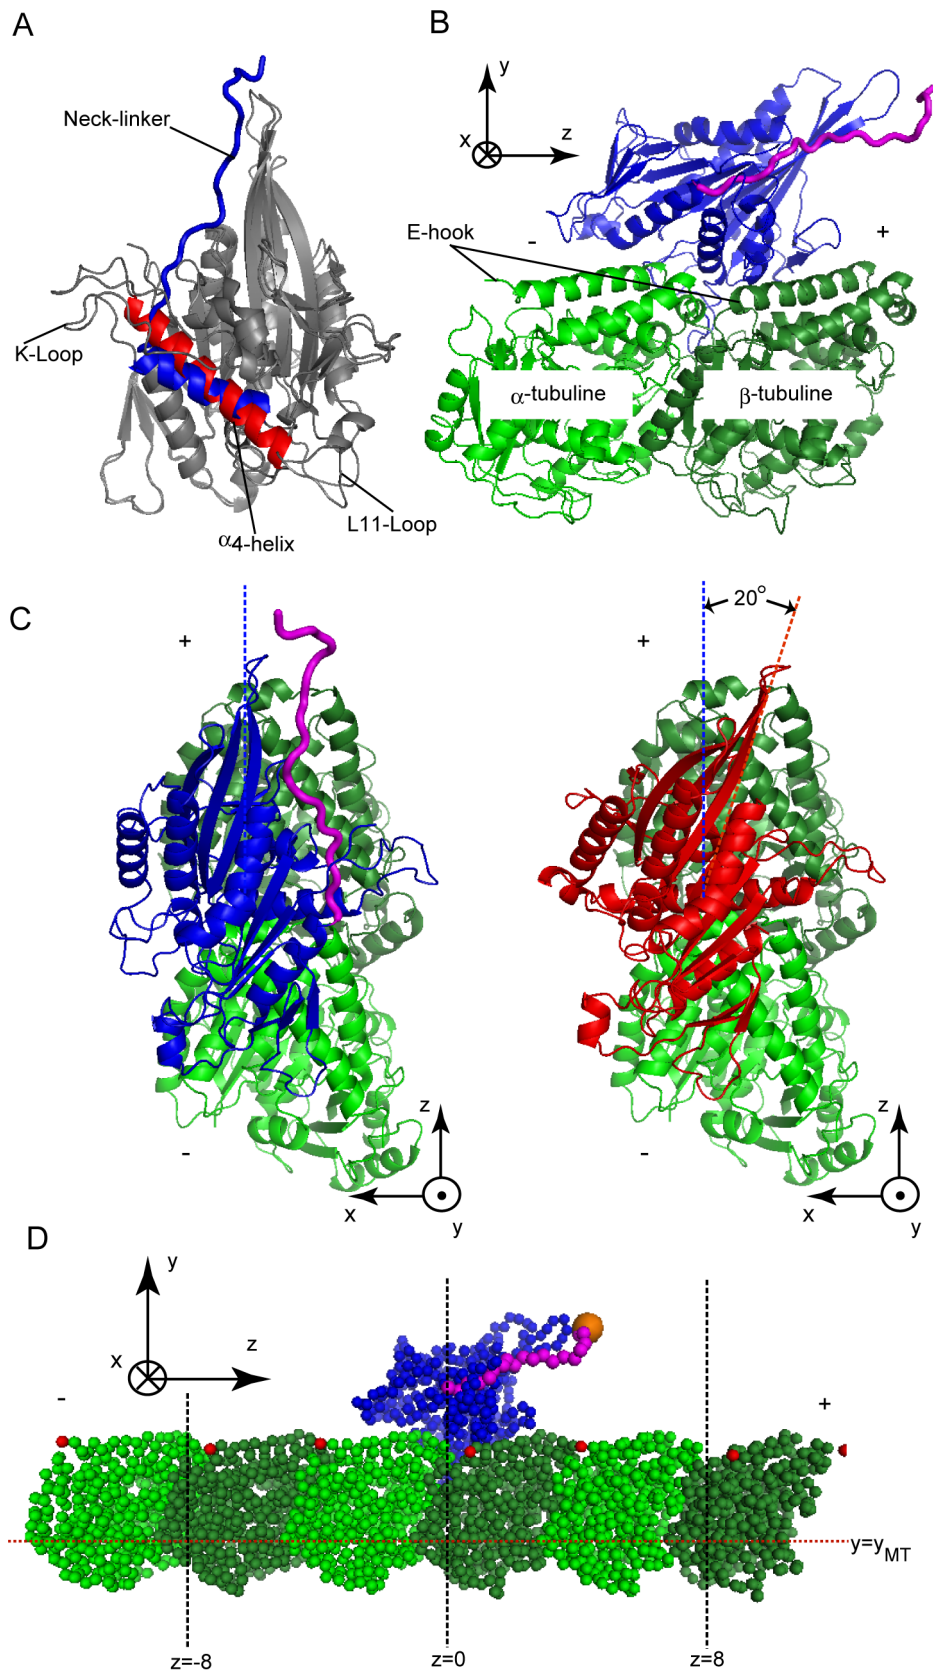 A
Neck-linker
K-Loop
L11-Loop
α4-helix
B
y
x
z
E-hook
-
+
α-tubuline
β-tubuline
C
+
-
z
x
y
+
20°
-
z
x
y
D
y
x
z
-
+
y=yMT
z=-8
z=0
z=8